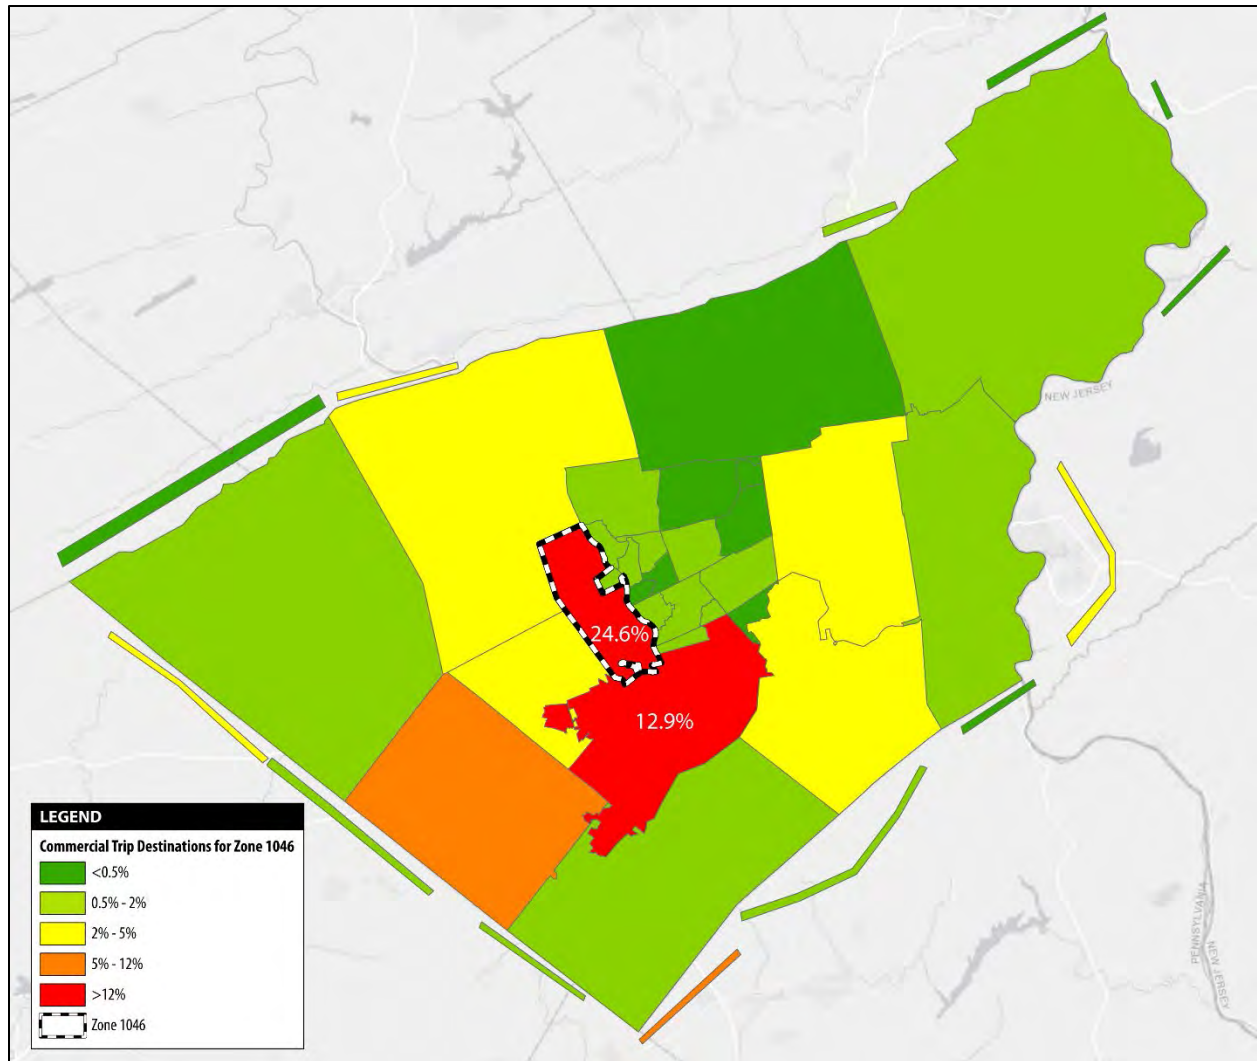 NEW JERSEY
24.6%
12.9%
LEGEND
Commercial Trip Destinations for Zone 1046
<0.5%
0.5% - 2%
2% - 5%
5% - 12%
>12%
Zone 1046
PENNSYLVANIA
NEW JERSEY